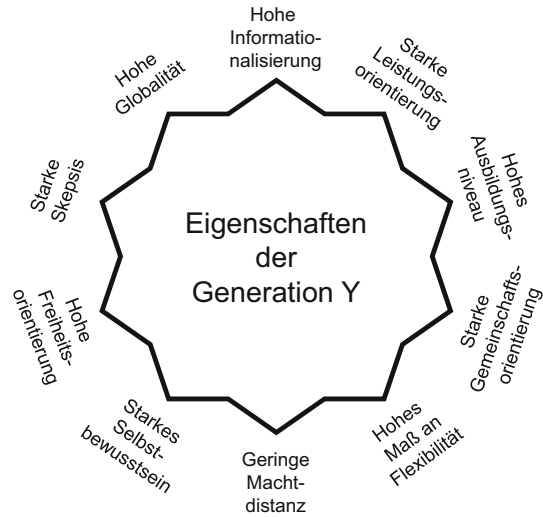 Hohe
Informatio-
nalisierung
Starke
Leistungs-
orientierung
Hohes
Ausbildungs-
niveau
Starke
Gemeinschafts-
orientierung
Hohes
Maß an
Flexibilität
Geringe
Macht-
distanz
Starkes
Selbst-
bewusstsein
Hohe
Freiheits-
orientierung
Starke
Skepsis
Hohe
Globalität
Eigenschaften
der
Generation Y